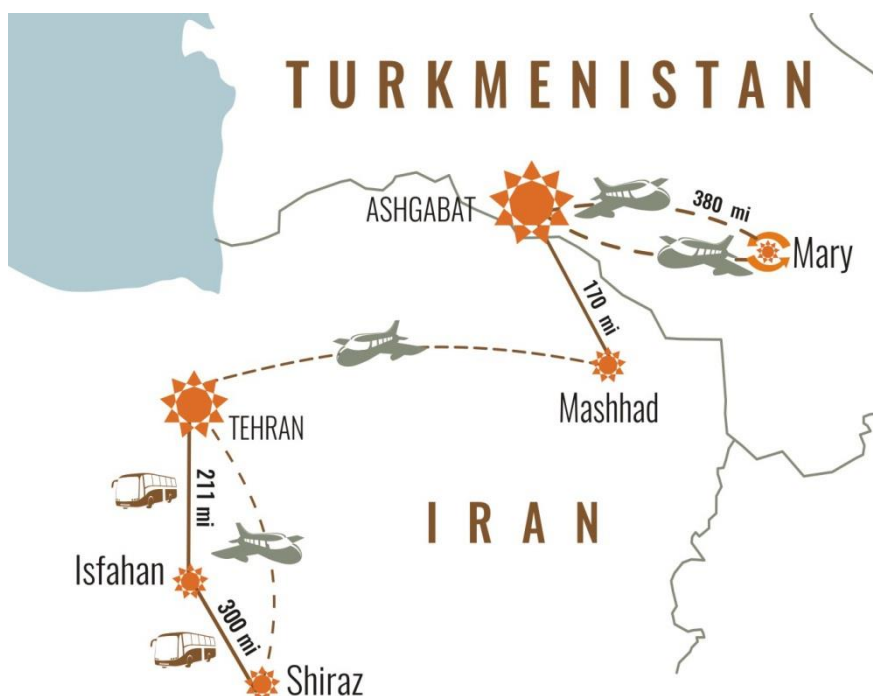 TURKMENISTAN
380 mi
ASHGABAT
Mary
170 mi
Mashhad
TEHRAN
211 mi
IRAN
Isfahan
300 mi
Shiraz